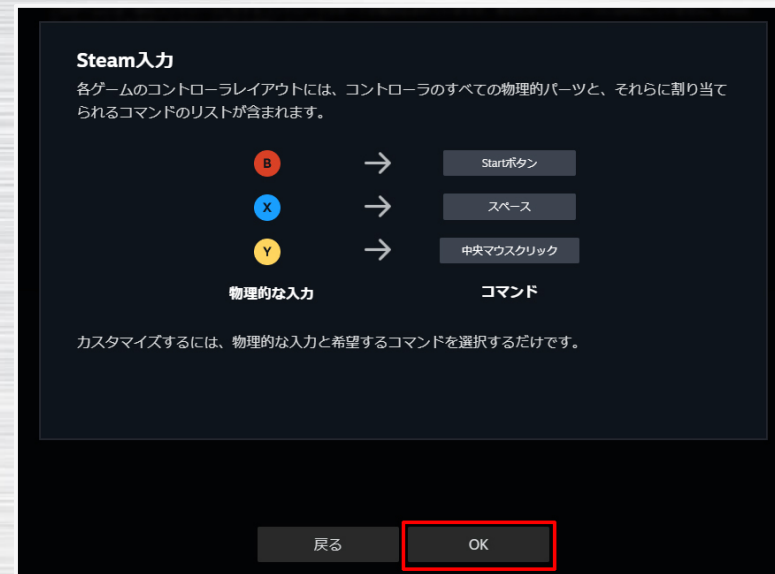 Steam入力
各ゲームのコントローラレイアウトには、コントローラのすべての物理的パーツと、それらに割り当て
られるコマンドのリストが含まれます。
B → Startボタン
X → スペース
Y → 中央マウスクリック
物理的な入力 コマンド
カスタマイズするには、物理的な入力と希望するコマンドを選択するだけです。
戻る OK